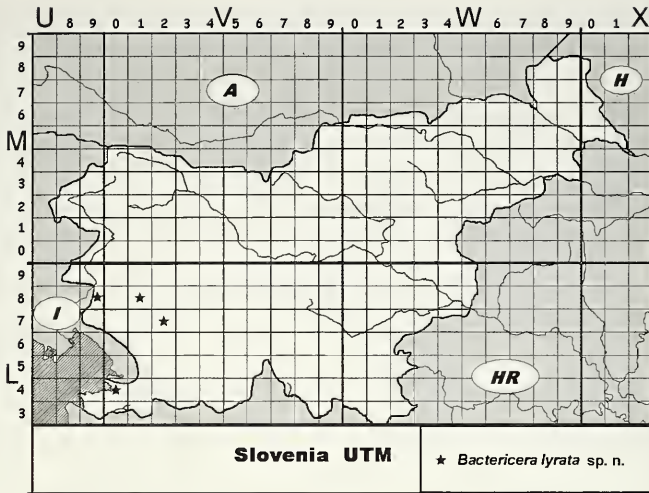 U 8 9 0 1 2 3 4 V 5 6 7 8 9 0 1 2 3 4 W 6 7 8 9 0 1 X
9
8
7
6
M
4
3
2
1
0
9
8
7
6
5
L
4
3
A
H
I
HR
Slovenia UTM
★ Bactericera lyrata sp. n.